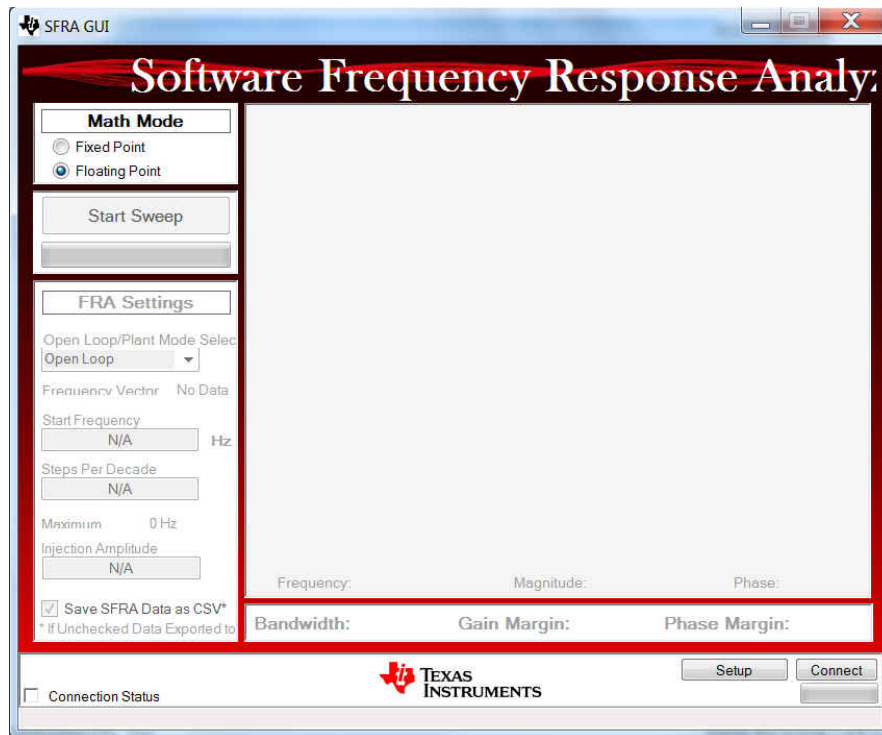 SFRA GUI
Software Frequency Response Analy
Math Mode
Fixed Point
Floating Point
Start Sweep
FRA Settings
Open Loop/Plant Mode Selec
Open Loop
Frequency Vector No Data
Start Frequency
N/A Hz
Steps Per Decade
N/A
Maximum 0 Hz
Injection Amplitude
N/A
Save SFRA Data as CSV*
* If Unchecked Data Exported to
Frequency: Magnitude: Phase:
Bandwidth: Gain Margin: Phase Margin:
Connection Status
TEXAS
INSTRUMENTS
Setup Connect